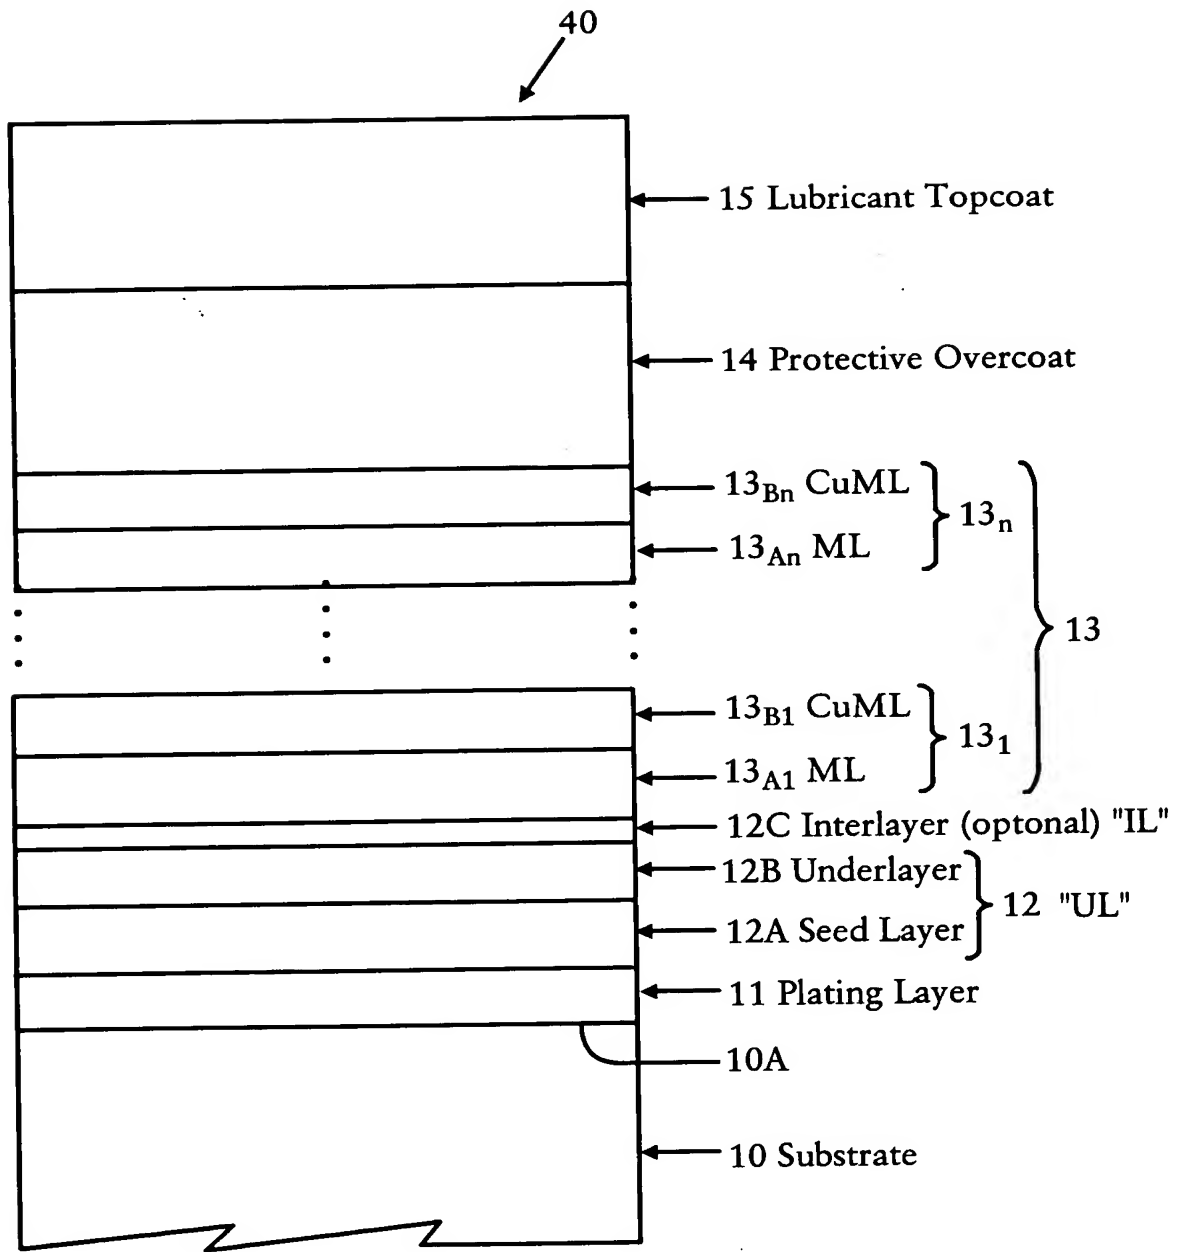 40
15 Lubricant Topcoat
14 Protective Overcoat
13Bn CuML
13n
13An ML
13
13B1 CuML
131
13A1 ML
12C Interlayer (optonal) "IL"
12B Underlayer
12 "UL"
12A Seed Layer
11 Plating Layer
10A
10 Substrate